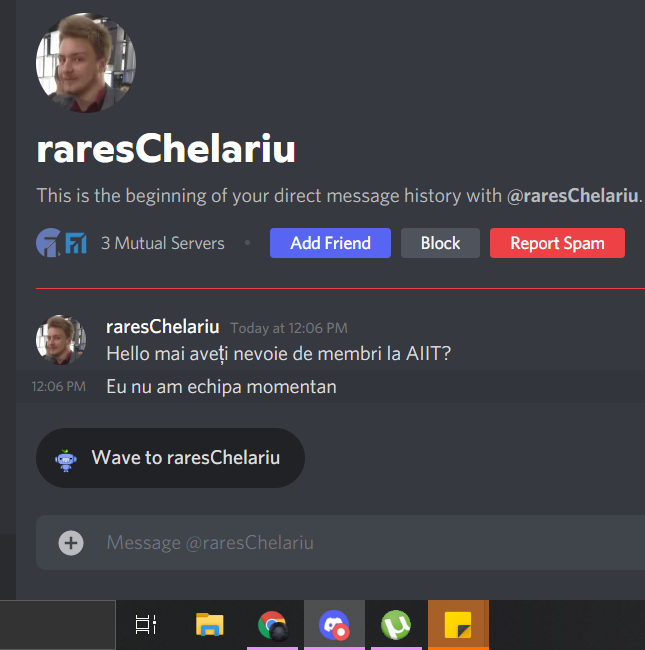 raresChelariu
This is the beginning of your direct message history with @raresChelariu.
3 Mutual Servers
Add Friend
Block
Report Spam
raresChelariu Today at 12:06 PM
Hello mai aveți nevoie de membri la AIIT?
12:06 PM Eu nu am echipa momentan
Wave to raresChelariu
Message @raresChelariu